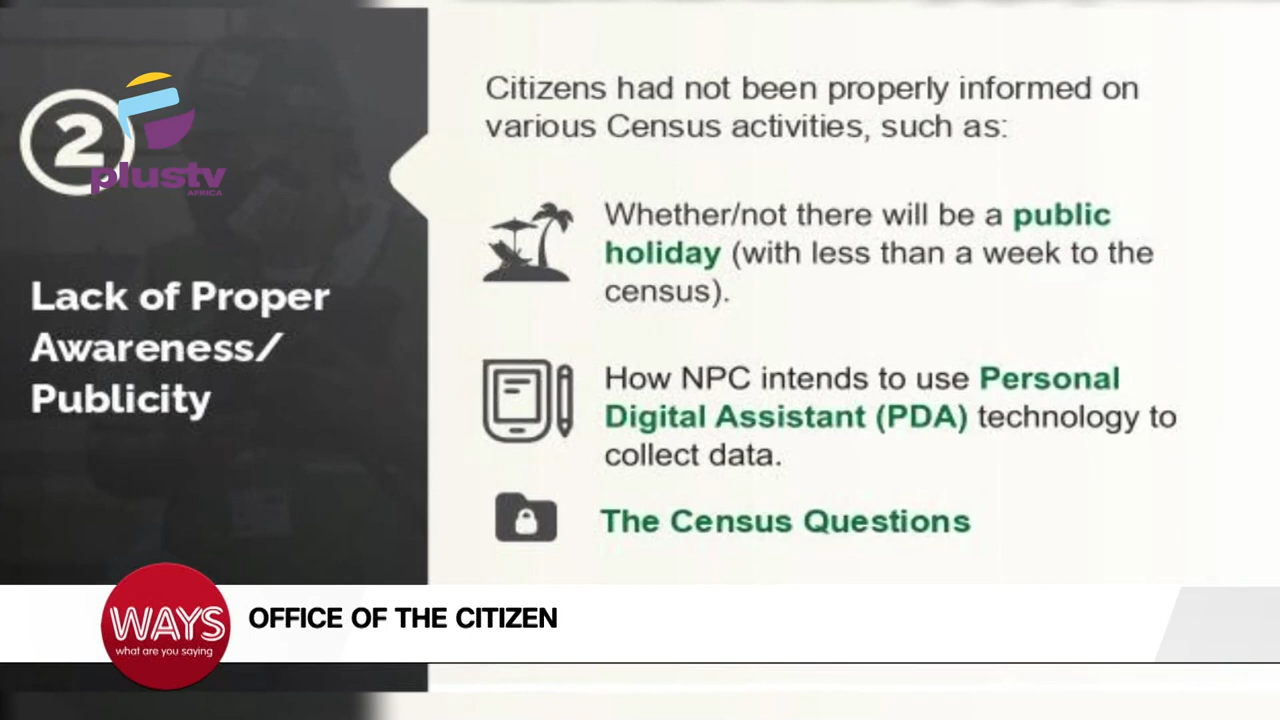 2
plustv
AFRICA
Lack of Proper
Awareness/
Publicity
Citizens had not been properly informed on
various Census activities, such as:
Whether/not there will be a public
holiday (with less than a week to the
census).
How NPC intends to use Personal
Digital Assistant (PDA) technology to
collect data.
The Census Questions
WAYS
what are you saying
OFFICE OF THE CITIZEN